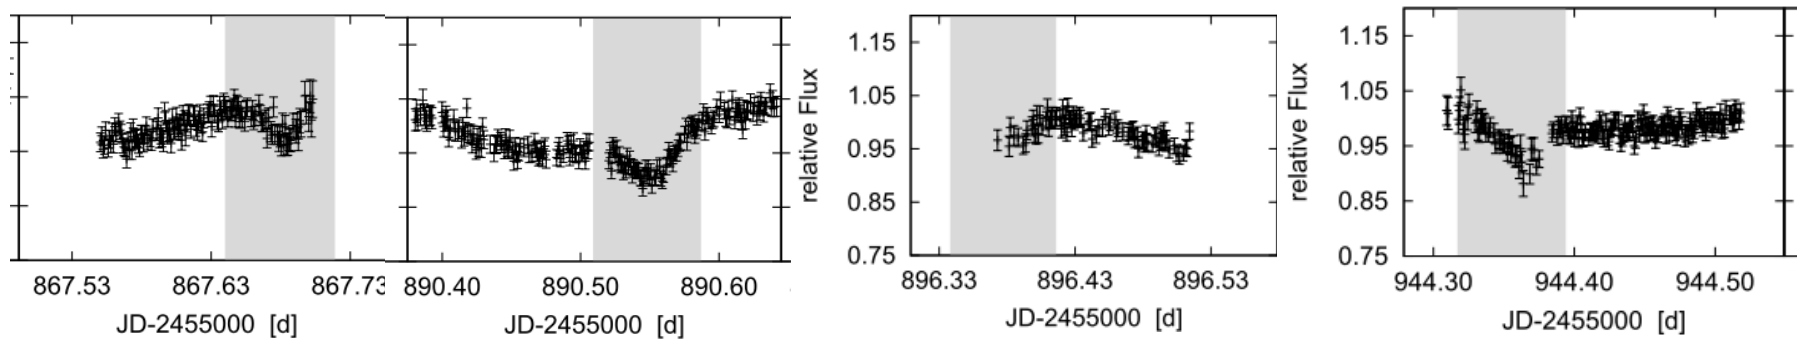 867.53 867.63 867.73
JD-2455000 [d]
890.40 890.50 890.60
JD-2455000 [d]
relative Flux
1.15
1.05
0.95
0.85
0.75
896.33 896.43 896.53
JD-2455000 [d]
relative Flux
1.15
1.05
0.95
0.85
0.75
944.30 944.40 944.50
JD-2455000 [d]